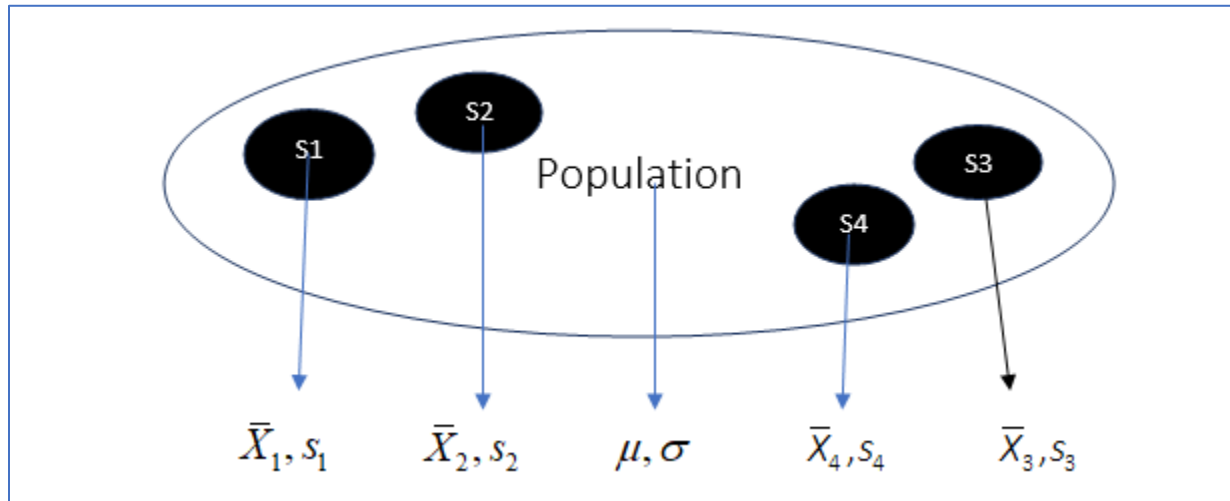 S1
S2
Population
S3
S4
X̄₁, s₁
X̄₂, s₂
μ, σ
X̄₄, s₄
X̄₃, s₃